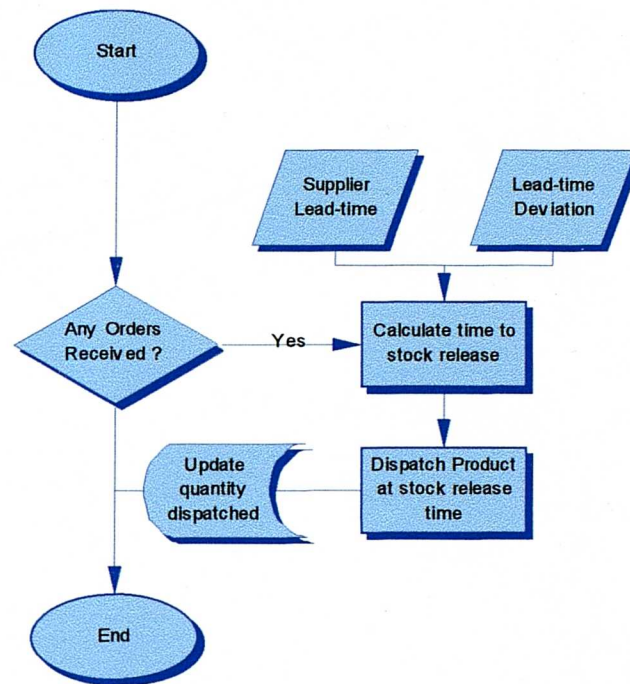 Start
Supplier
Lead-time
Lead-time
Deviation
Any Orders
Received ?
Yes
Calculate time to
stock release
Update
quantity
dispatched
Dispatch Product
at stock release
time
End